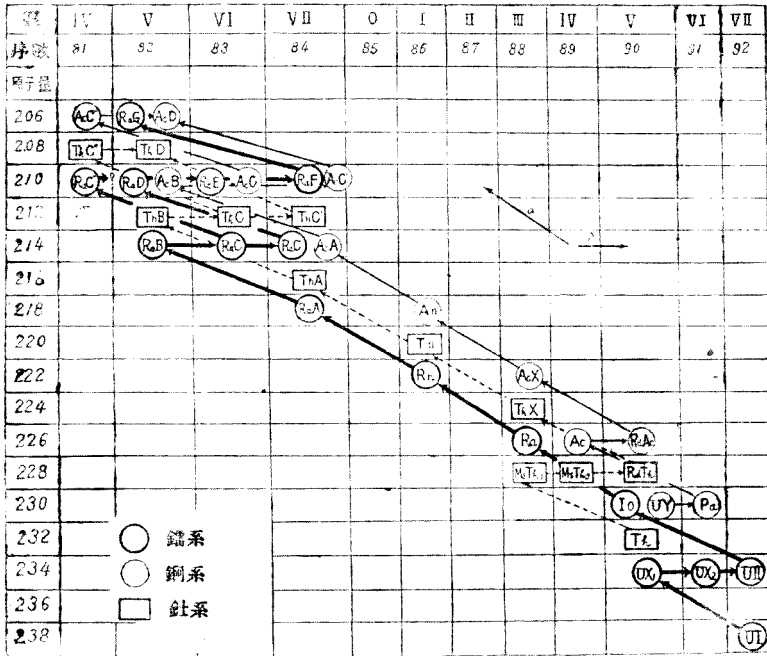 IV V VI VII 0 I II III IV V VI VII
序数 81 82 83 84 85 86 87 88 89 90 91 92
原子量
206 AcC" RaG AcD
208 ThC" ThD
210 RaC" RaD AcB RaE AcC RaF AcC'
212 ThB ThC ThC'
214 RaB RaC RaC' AcA
216 ThA
218 RaA An
220 Tn
222 Rn AcX
224 ThX
226 Ra Ac RdAc
228 MsTh1 MsTh2 RdTh
230 Io UY Pa
232 Th
234 UX1 UX2 UII
236
238 UI
α
β
鐳系
錒系
釷系